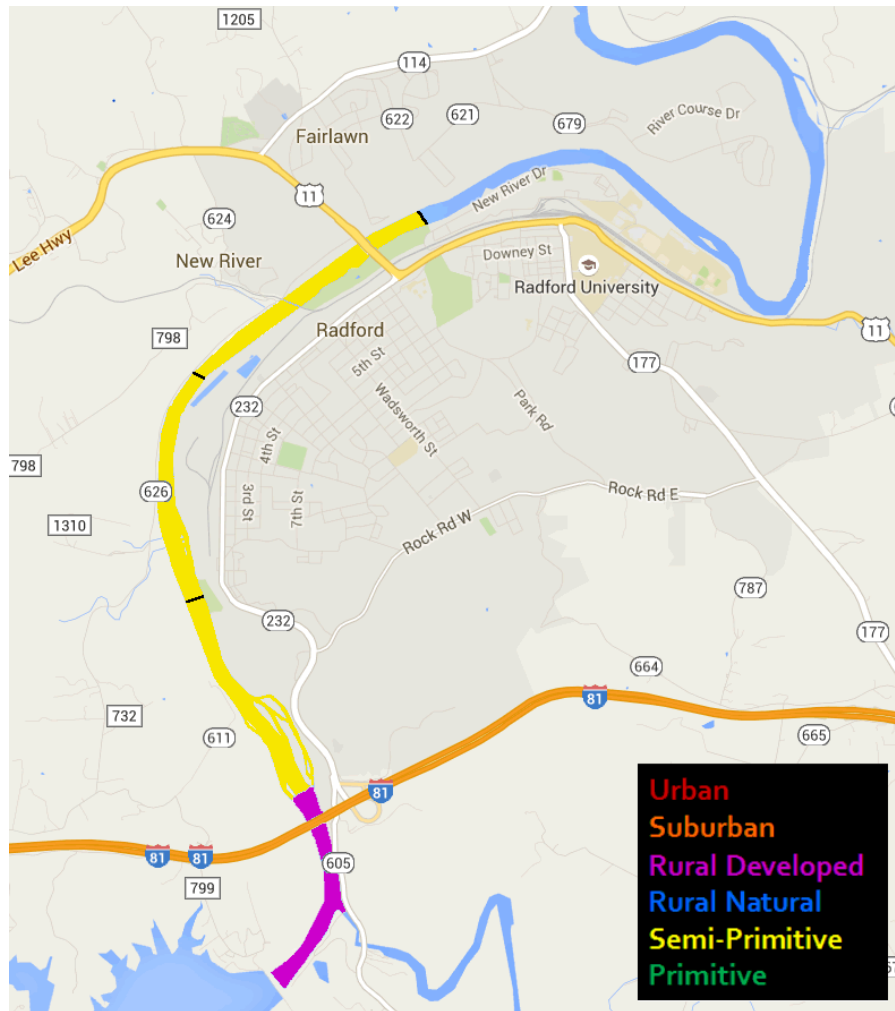 1205
114
622
621
679
River Course Dr
Fairlawn
11
New River Dr
624
Lee Hwy
New River
Downey St
Radford University
Radford
798
11
177
5th St
232
Wadsworth St
Park Rd
4th St
798
626
3rd St
7th St
Rock Rd E
1310
Rock Rd W
787
232
177
664
81
732
611
665
81
81
81
605
799
Urban
Suburban
Rural Developed
Rural Natural
Semi-Primitive
Primitive